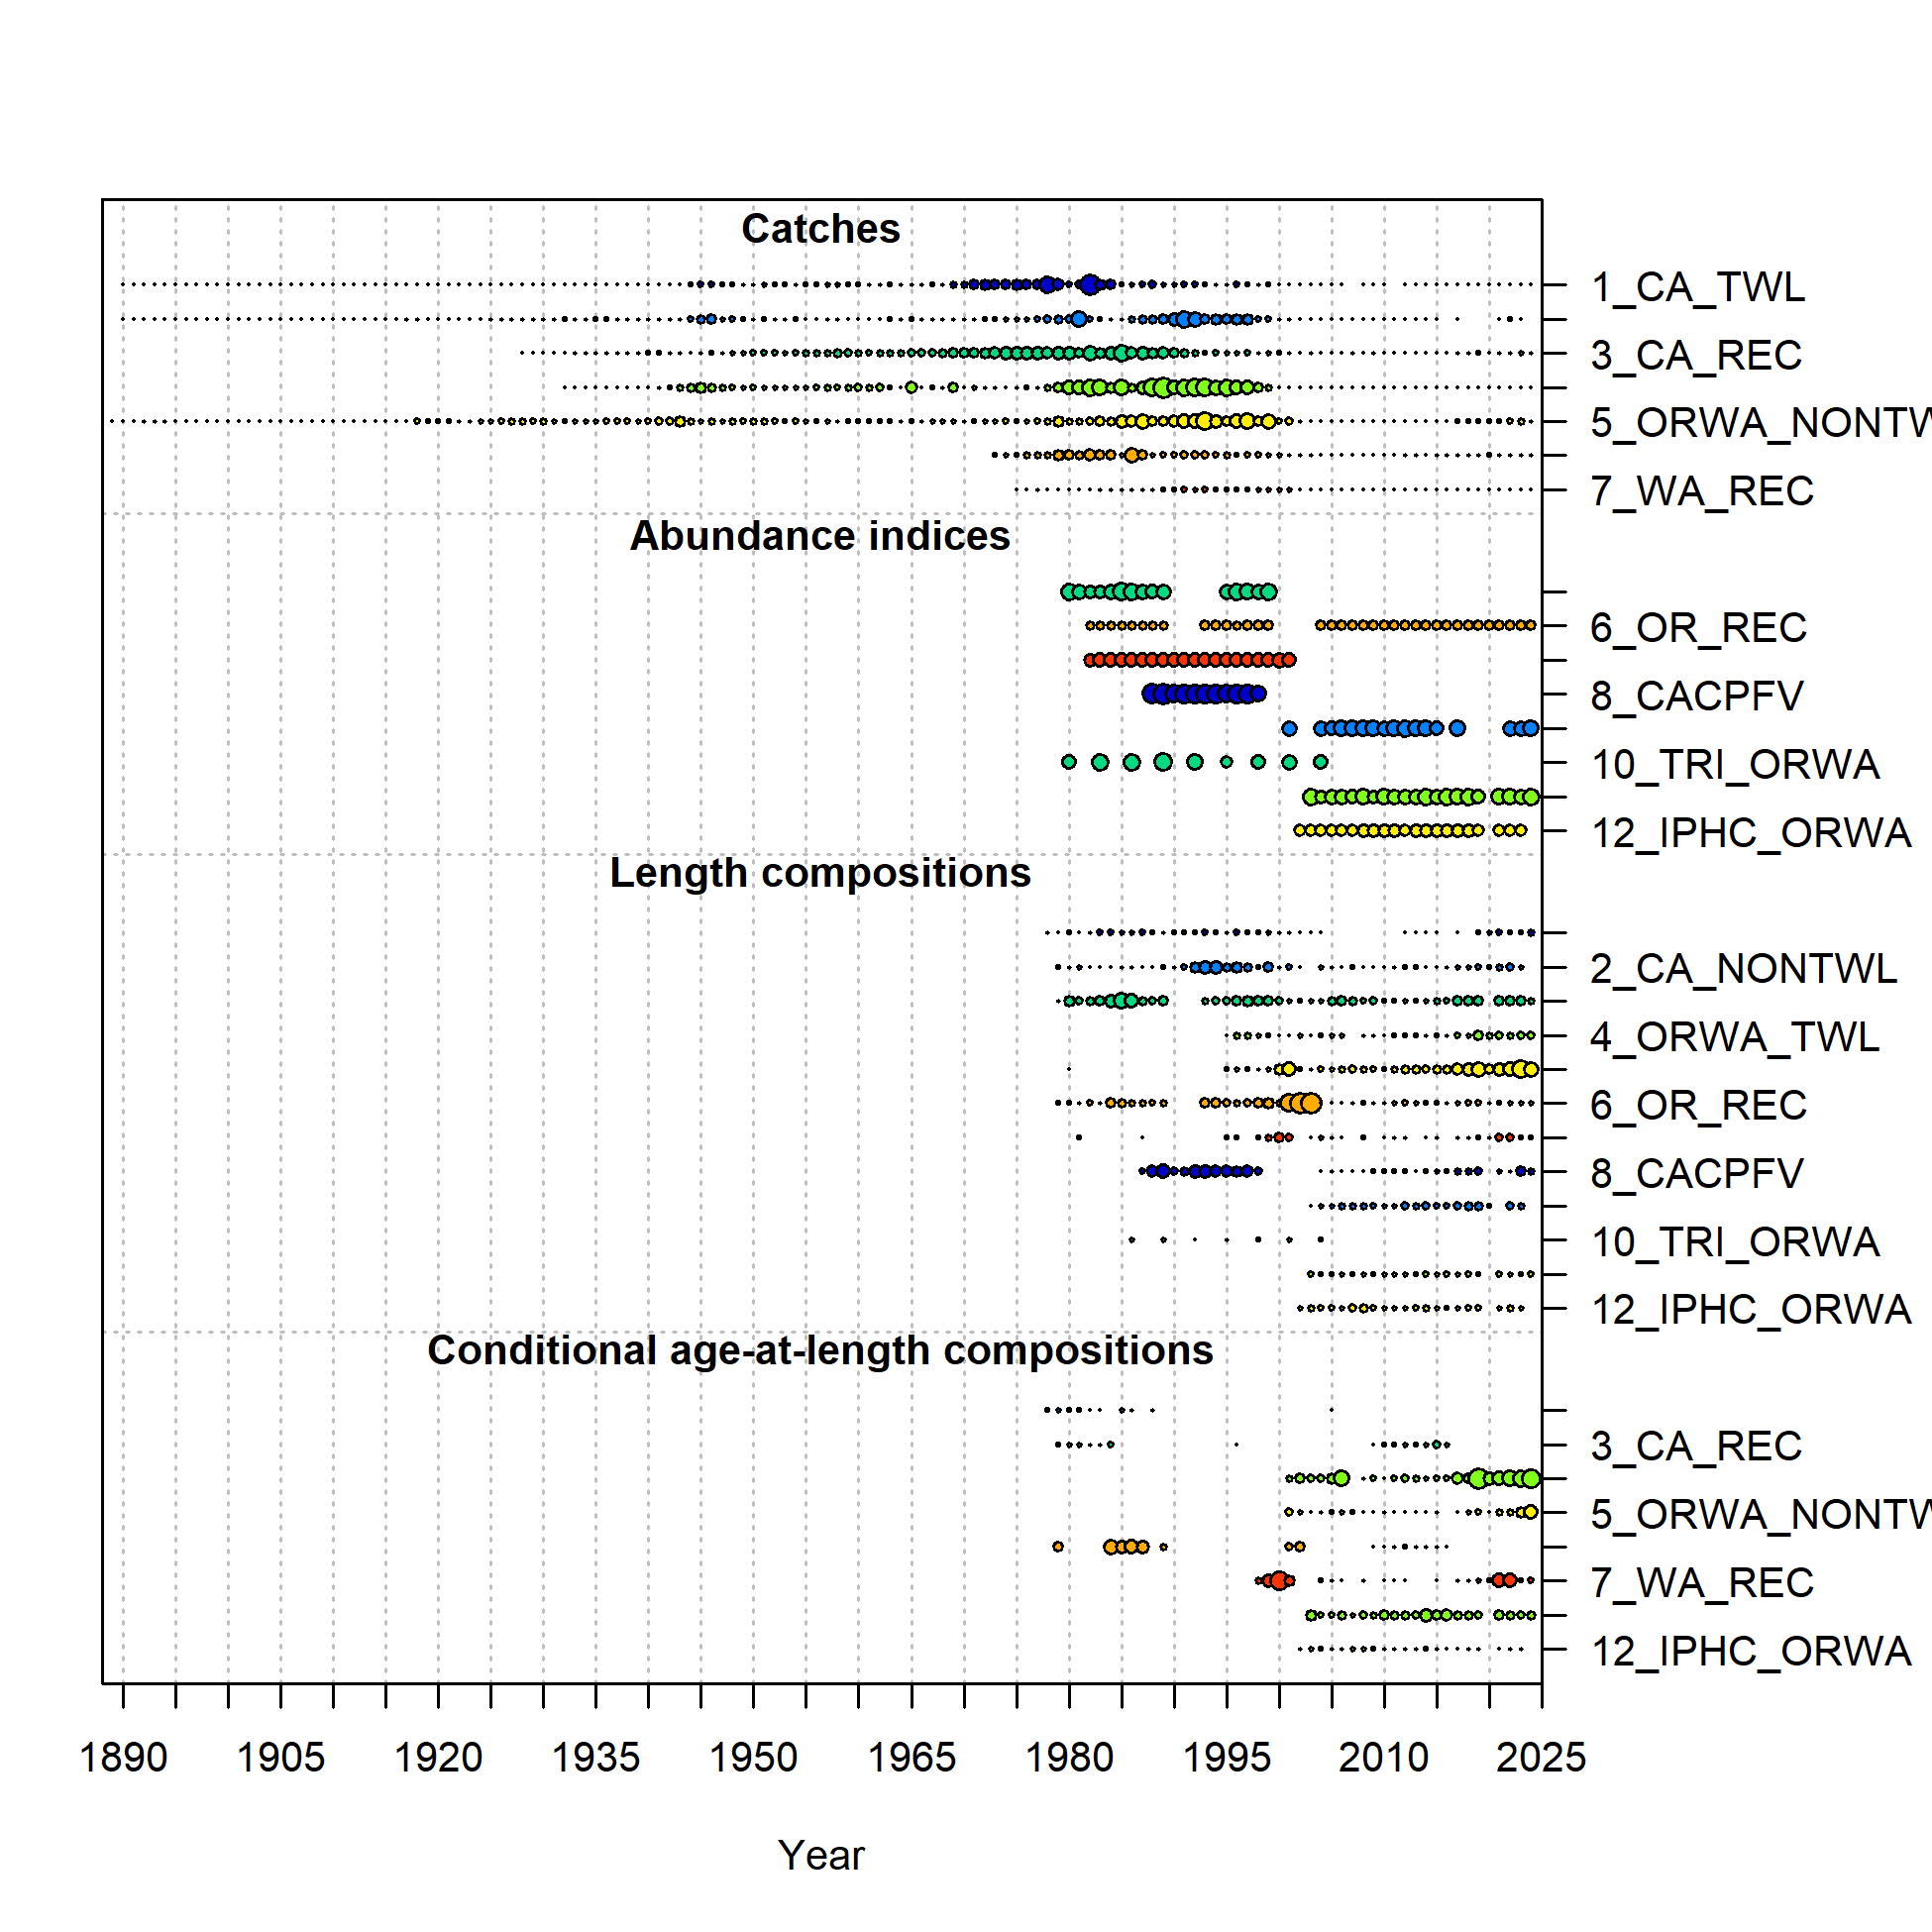 Catches
1_CA_TWL
3_CA_REC
5_ORWA_NONTW
7_WA_REC
Abundance indices
6_OR_REC
8_CACPFV
10_TRI_ORWA
12_IPHC_ORWA
Length compositions
2_CA_NONTWL
4_ORWA_TWL
6_OR_REC
8_CACPFV
10_TRI_ORWA
12_IPHC_ORWA
Conditional age-at-length compositions
3_CA_REC
5_ORWA_NONTW
7_WA_REC
12_IPHC_ORWA
1890 1905 1920 1935 1950 1965 1980 1995 2010 2025
Year